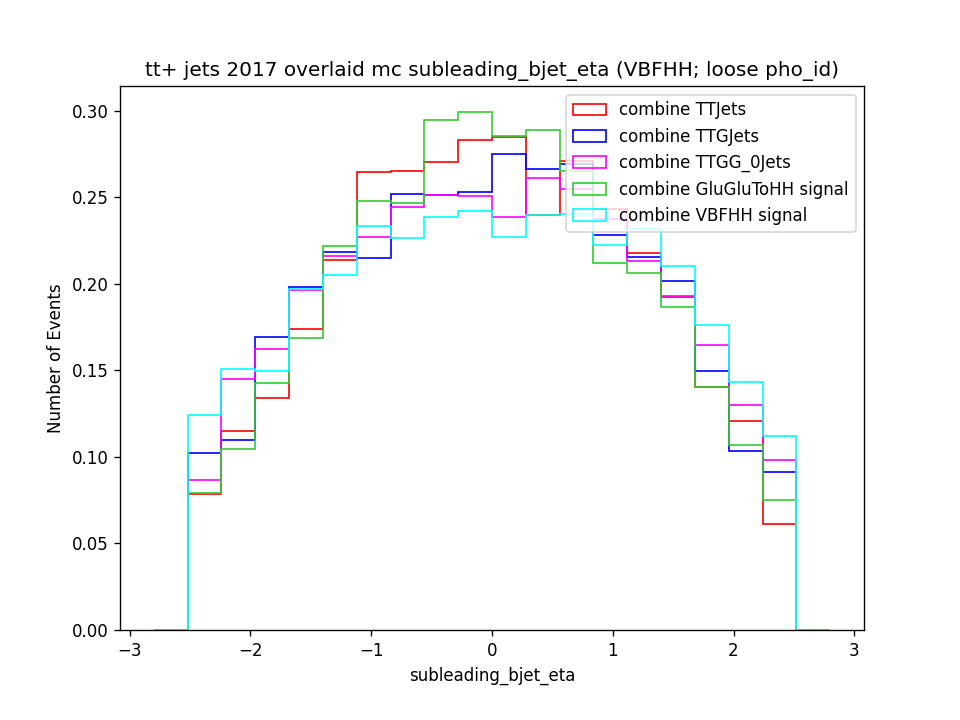 tt+ jets 2017 overlaid mc subleading_bjet_eta (VBFHH; loose pho_id)
combine TTJets
combine TTGJets
combine TTGG_0Jets
combine GluGluToHH signal
combine VBFHH signal
Number of Events
0.30
0.25
0.20
0.15
0.10
0.05
0.00
−3
−2
−1
0
1
2
3
subleading_bjet_eta